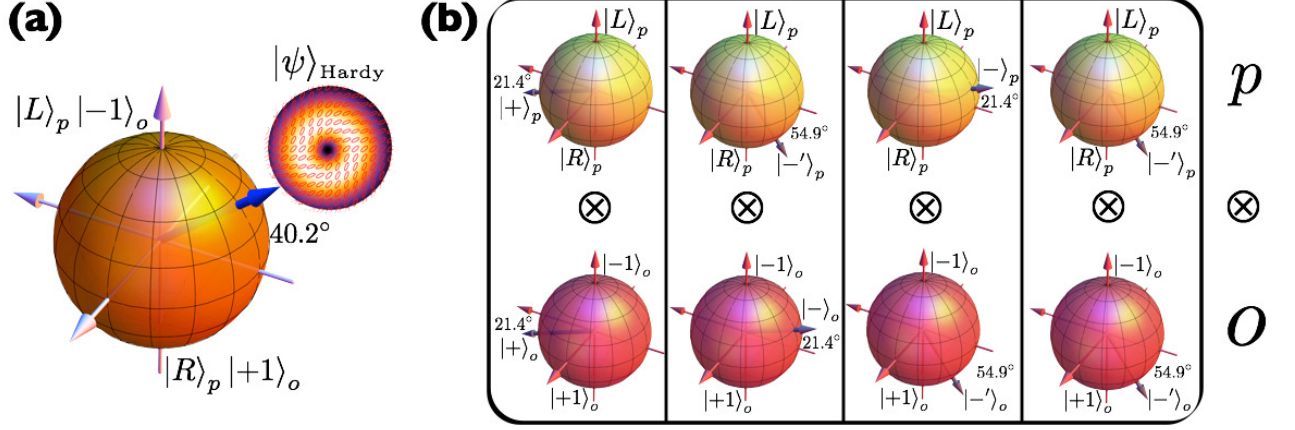 (a)
|ψ⟩Hardy
|L⟩p |−1⟩o
40.2°
|R⟩p |+1⟩o
(b)
|L⟩p
21.4°
|+⟩p
|R⟩p
⊗
|−1⟩o
21.4°
|+⟩o
|+1⟩o
|L⟩p
54.9°
|R⟩p
|−′⟩p
⊗
|−1⟩o
|−⟩o
21.4°
|+1⟩o
|L⟩p
|−⟩p
21.4°
|R⟩p
⊗
|−1⟩o
54.9°
|+1⟩o
|−′⟩o
|L⟩p
54.9°
|R⟩p
|−′⟩p
⊗
|−1⟩o
54.9°
|+1⟩o
|−′⟩o
p
⊗
o